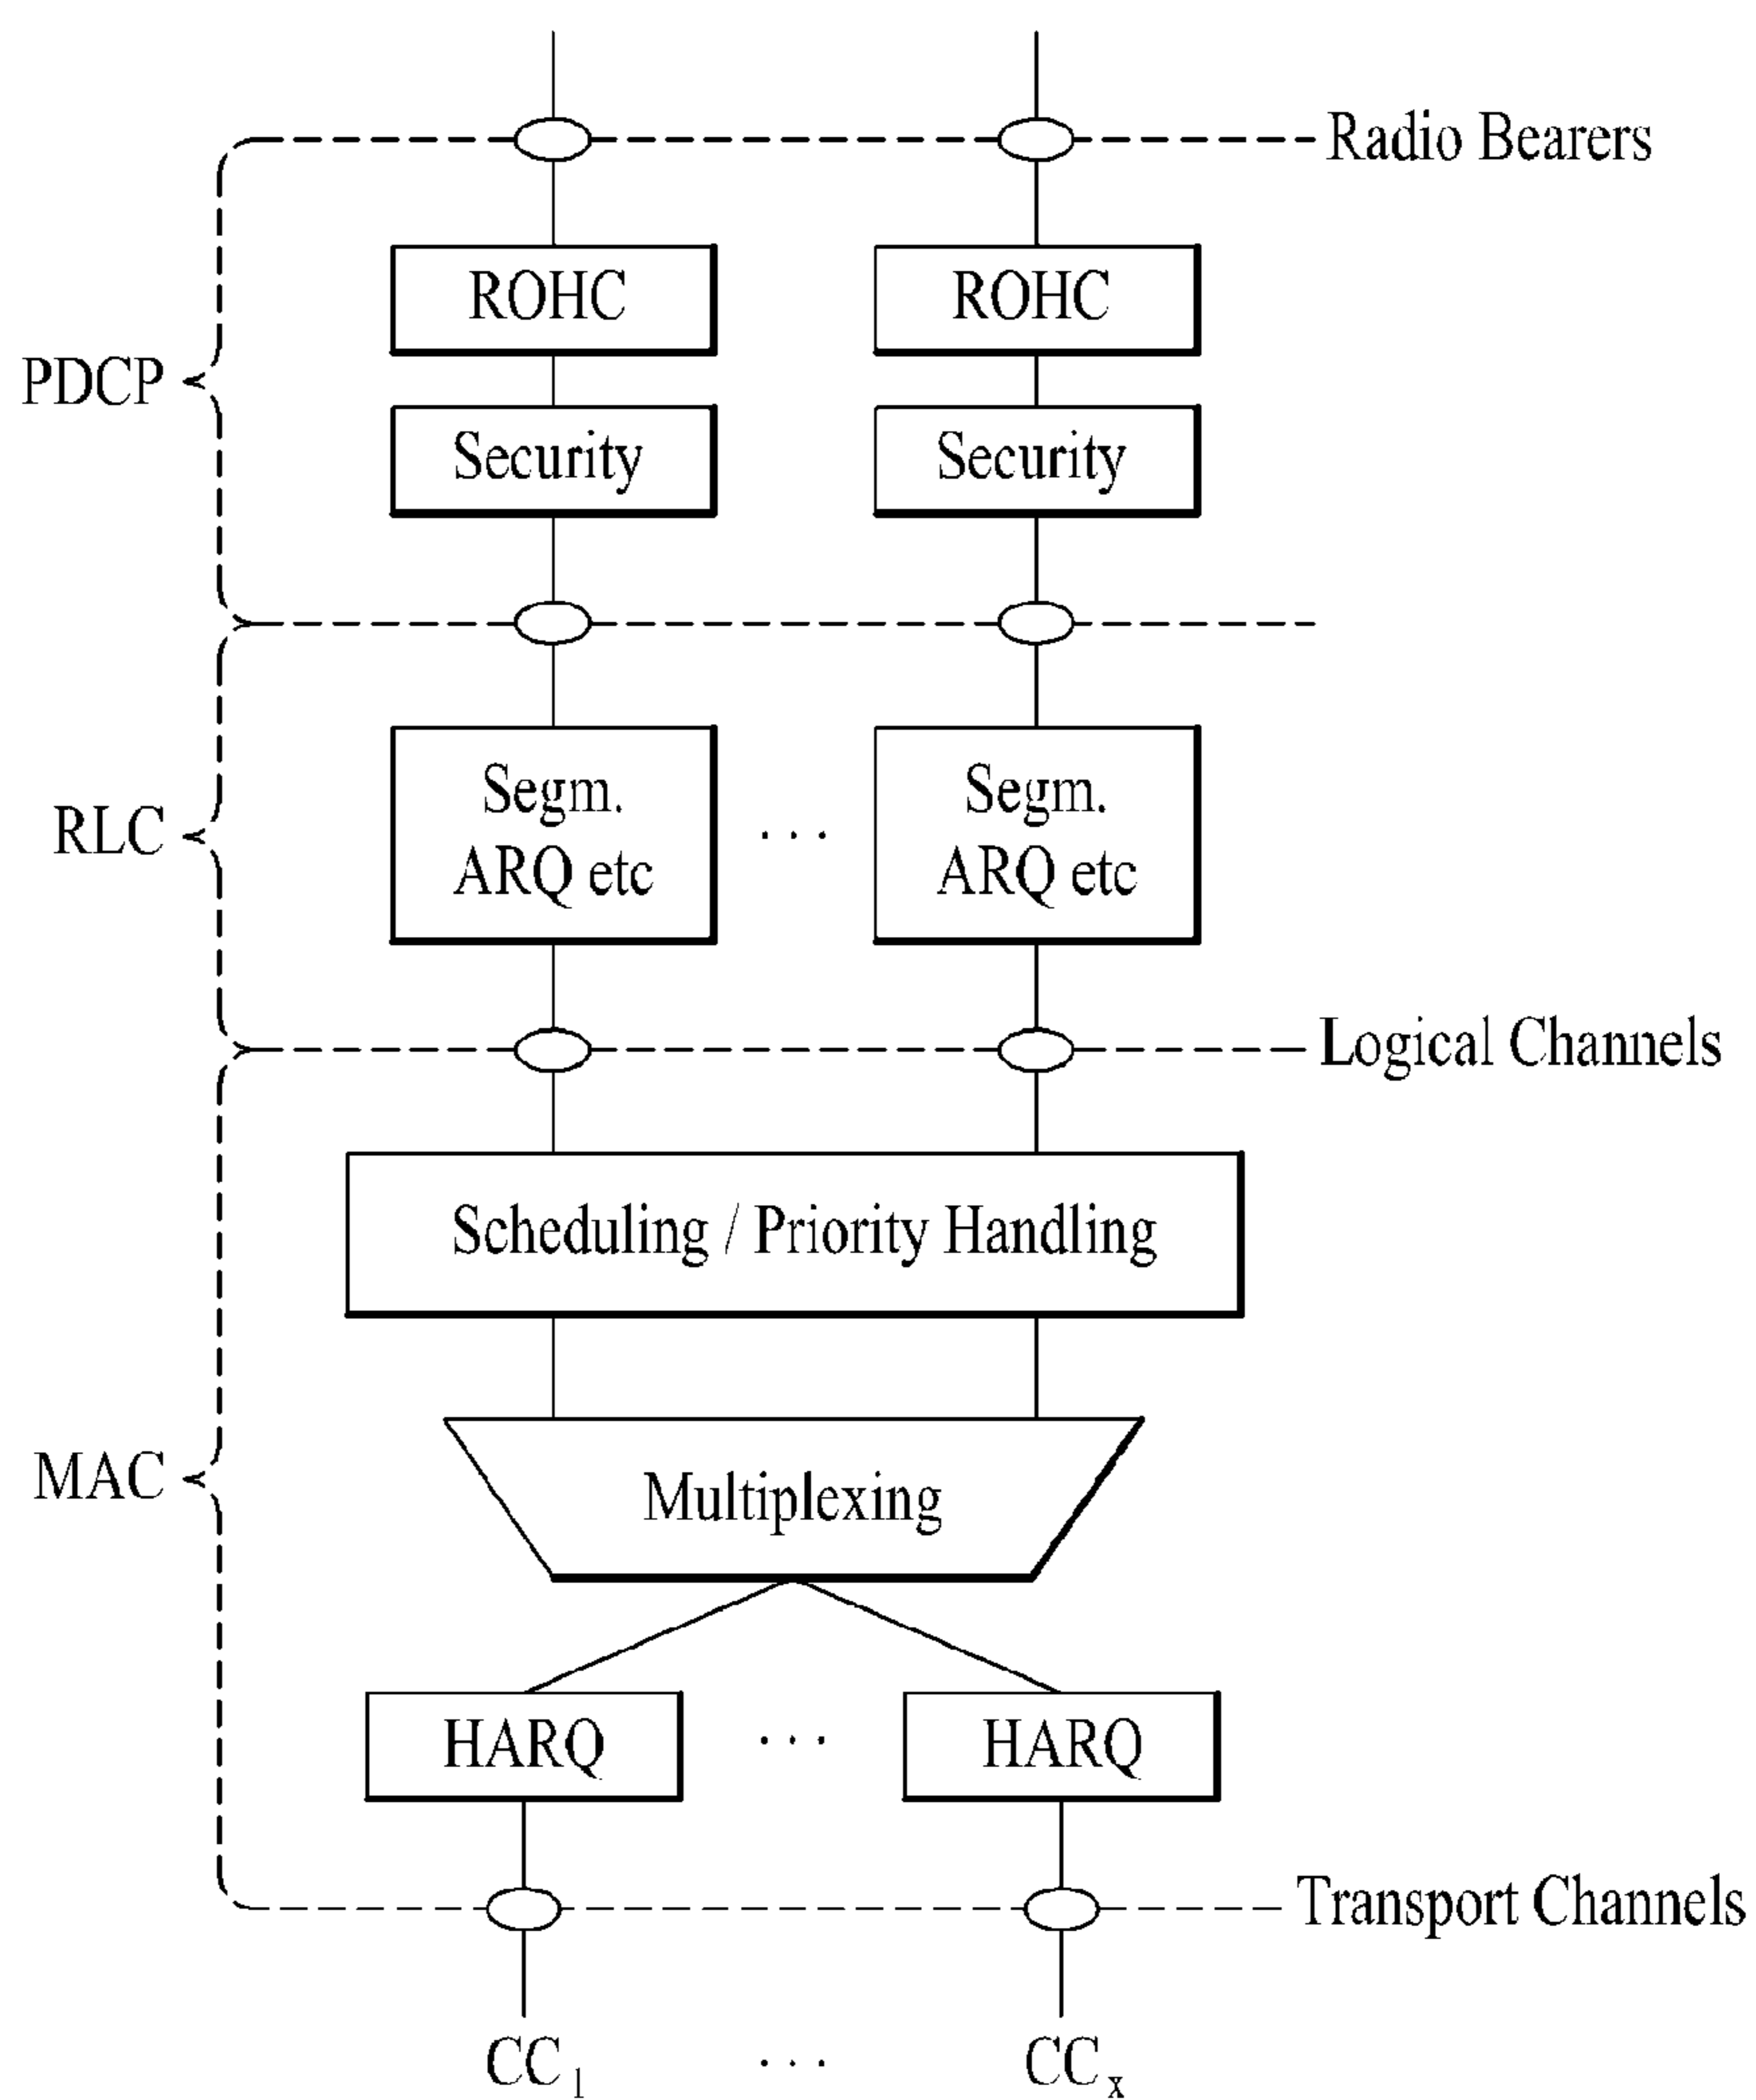 Radio Bearers
ROHC
ROHC
PDCP
Security
Security
Segm.
ARQ etc
RLC
...
Segm.
ARQ etc
Logical Channels
Scheduling / Priority Handling
MAC
Multiplexing
HARQ
...
HARQ
Transport Channels
CC1
...
CCx